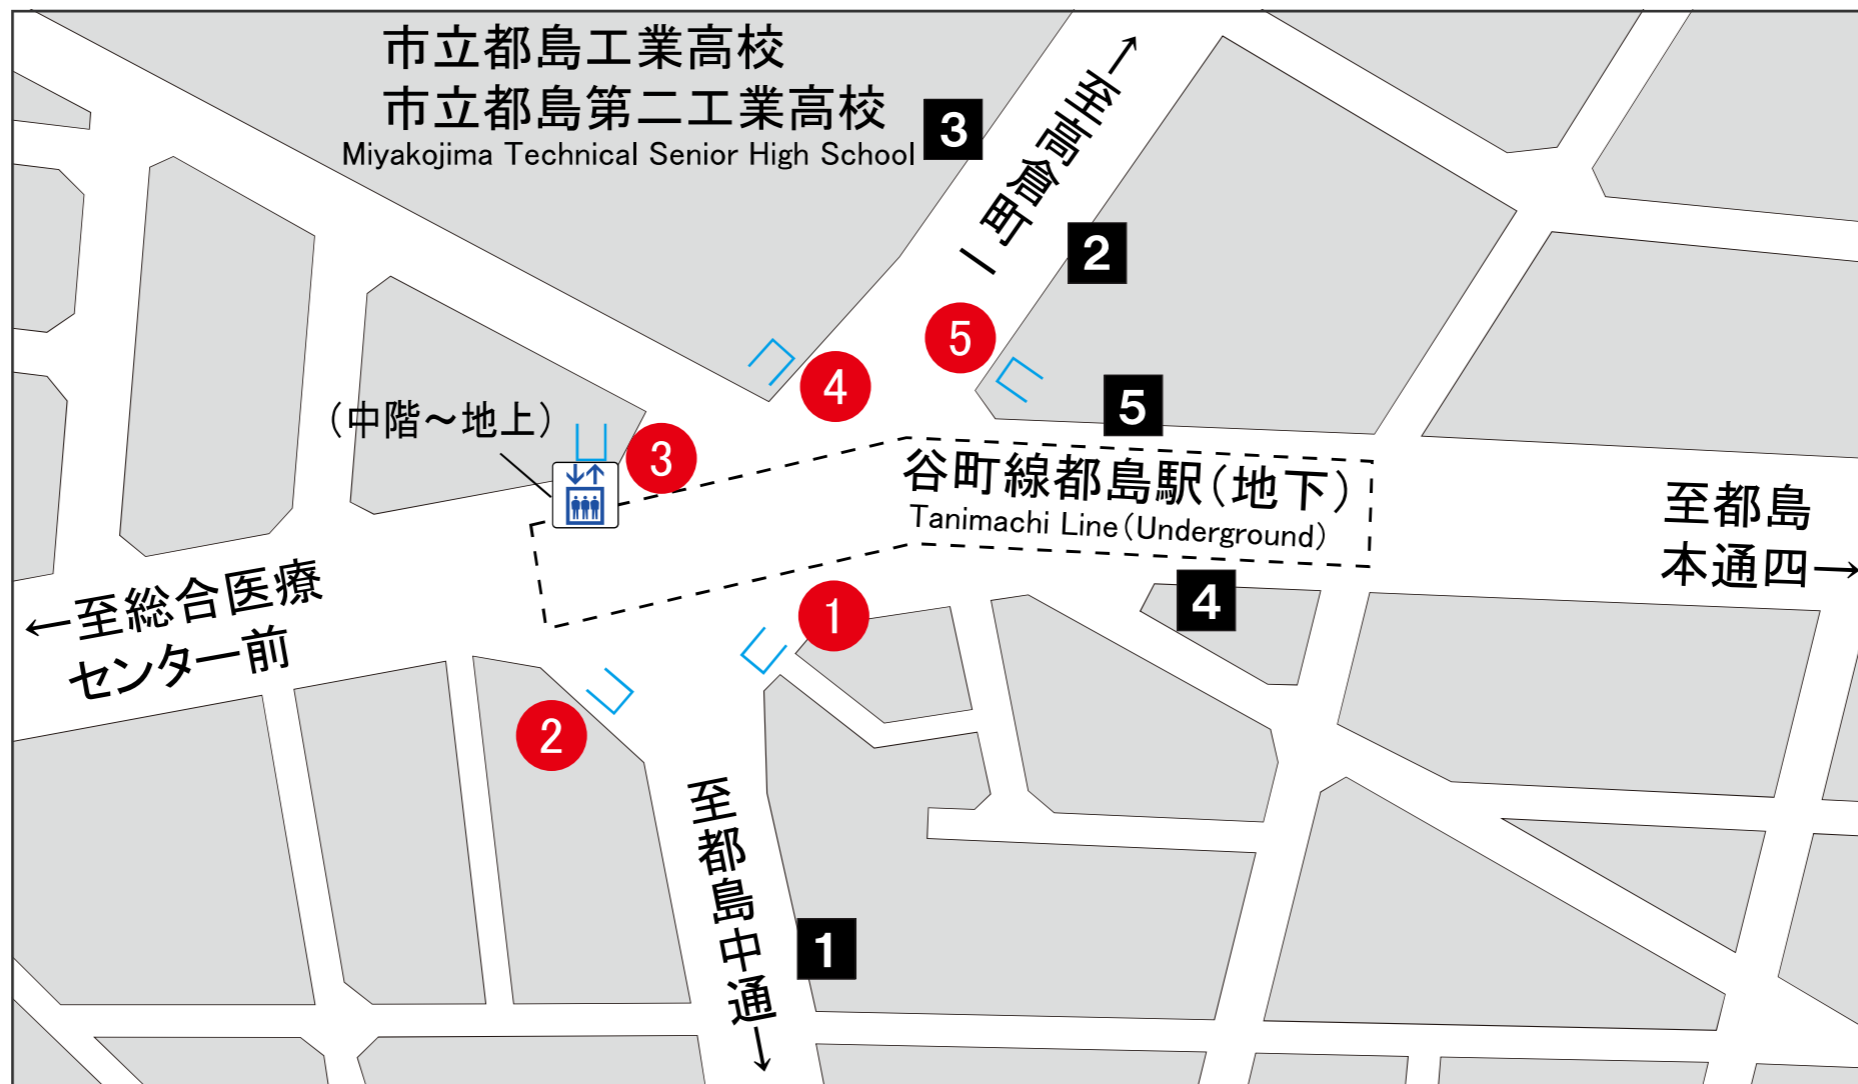 市立都島工業高校
市立都島第二工業高校
Miyakojima Technical Senior High School
3
←至高倉町一
2
5
4
(中階～地上)
3
5
谷町線都島駅(地下)
Tanimachi Line(Underground)
至都島
本通四→
←至総合医療
センター前
1
4
2
至都島中通→
1